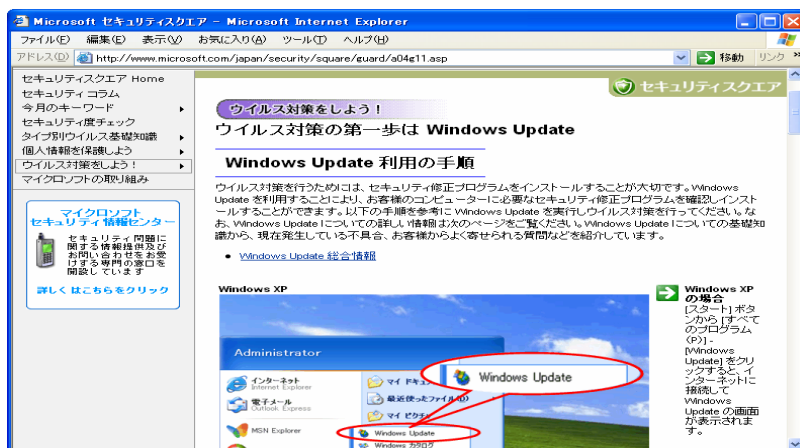 Microsoft セキュリティスクエア - Microsoft Internet Explorer
ファイル(F) 編集(E) 表示(V) お気に入り(A) ツール(T) ヘルプ(H)
アドレス(D) http://www.microsoft.com/japan/security/square/guard/a04g11.asp 移動 リンク
セキュリティスクエア Home
セキュリティ コラム
今月のキーワード
セキュリティ度チェック
タイプ別ウイルス基礎知識
個人情報を保護しよう
ウイルス対策をしよう!
マイクロソフトの取り組み
マイクロソフト
セキュリティ情報センター
セキュリティ問題に
関する情報提供及び
お問い合わせをお受
けする専門の窓口を
開設しています
詳しくはこちらをクリック
セキュリティスクエア
ウイルス対策をしよう!
ウイルス対策の第一歩は Windows Update
Windows Update 利用の手順
ウイルス対策を行うためには、セキュリティ修正プログラムをインストールすることが大切です。Windows
Update を利用することにより、お客様のコンピューターに必要なセキュリティ修正プログラムを確認しインスト
ールすることができます。以下の手順を参考に Windows Update を実行しウイルス対策を行ってください。な
お、Windows Update についての詳しい情報は次のページをご覧ください。Windows Update についての基礎知
識から、現在発生している不具合、お客様からよく寄せられる質問などを紹介しています。
Windows Update 総合情報
Windows XP
Administrator
インターネット
Internet Explorer
電子メール
Outlook Express
MSN Explorer
マイ ドキュ
最近使ったファイル(D)
マイ ピクチ
Windows Update
Windows カタログ
Windows Update
Windows XP
の場合
[スタート] ボタ
ンから [すべて
のプログラム
(P)] -
[Windows
Update] をクリ
ックすると、イ
ンターネットに
接続して
Windows
Update の画面
が表示されま
す。